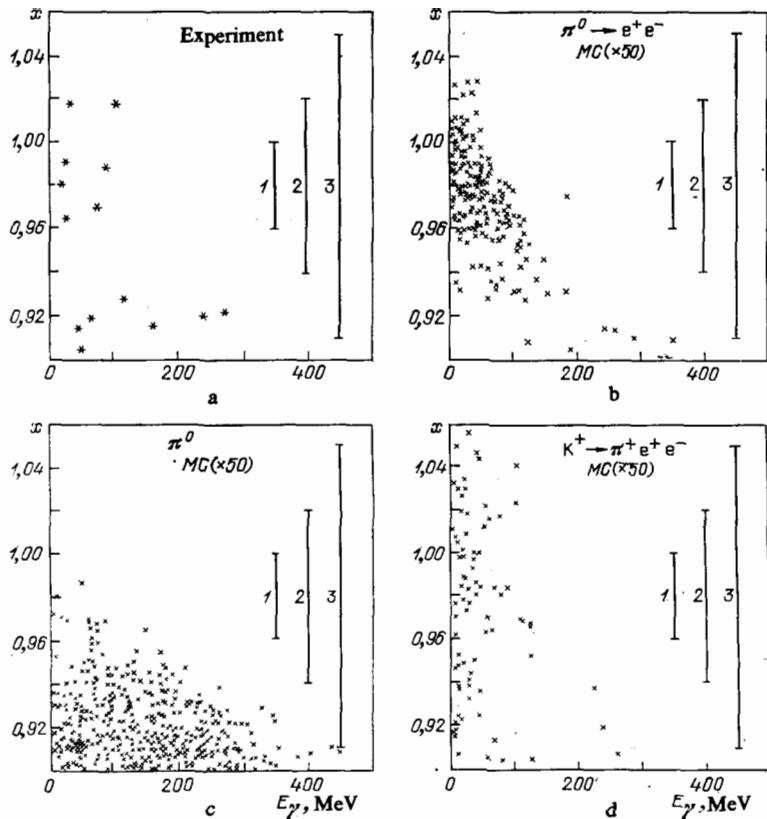 x
Experiment
1,04
1,00
0,96
0,92
1 2 3
0 200 400
a
x
π⁰ → e⁺e⁻
MC(×50)
1,04
1,00
0,96
0,92
1 2 3
0 200 400
b
x
π⁰
MC(×50)
1,04
1,00
0,96
0,92
1 2 3
0 200 400
c
Eγ, MeV
x
K⁺ → π⁺e⁺e⁻
MC(×50)
1,04
1,00
0,96
0,92
1 2 3
0 200 400
d
Eγ, MeV